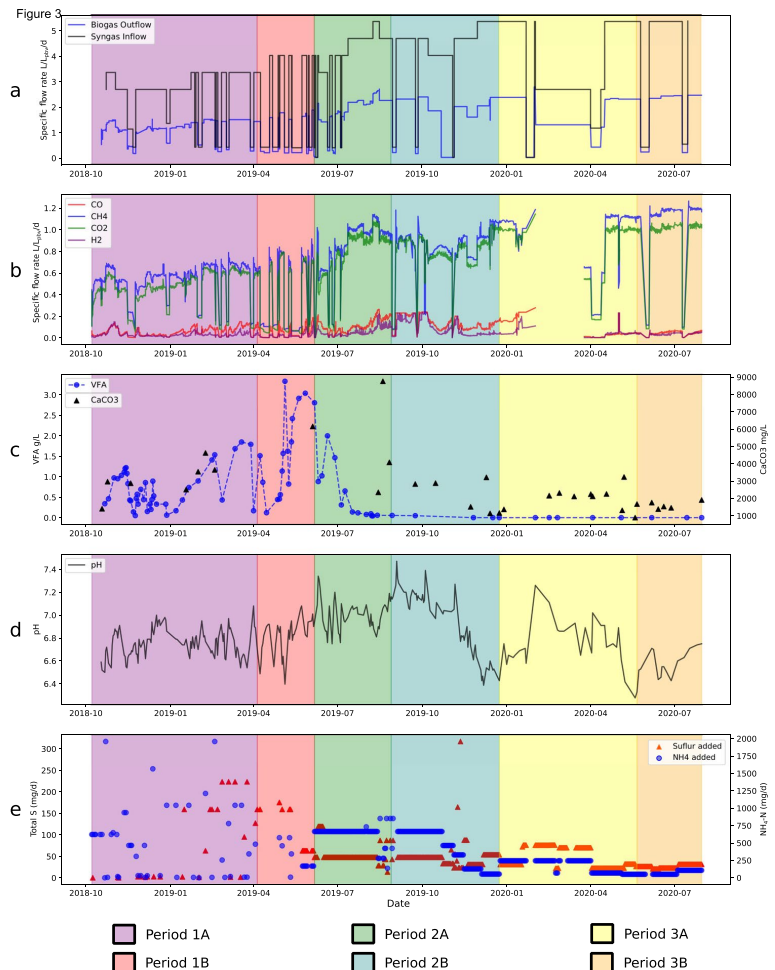 Figure 3
Biogas Outflow
Syngas Inflow
a
Specific flow rate L/Lpbv/d
5
4
3
2
1
0
2018-10 2019-01 2019-04 2019-07 2019-10 2020-01 2020-04 2020-07
CO
CH4
CO2
H2
b
Specific flow rate L/Lpbv/d
1.2
1.0
0.8
0.6
0.4
0.2
0.0
2018-10 2019-01 2019-04 2019-07 2019-10 2020-01 2020-04 2020-07
VFA
CaCO3
c
VFA g/L
3.0
2.5
2.0
1.5
1.0
0.5
0.0
9000
8000
7000
6000
5000
4000
3000
2000
1000
CaCO3 mg/L
2018-10 2019-01 2019-04 2019-07 2019-10 2020-01 2020-04 2020-07
pH
d
pH
7.4
7.2
7.0
6.8
6.6
6.4
2018-10 2019-01 2019-04 2019-07 2019-10 2020-01 2020-04 2020-07
Suflur added
NH4 added
e
Total S (mg/d)
300
250
200
150
100
50
0
2000
1750
1500
1250
1000
750
500
250
0
NH4-N (mg/d)
2018-10 2019-01 2019-04 2019-07 2019-10 2020-01 2020-04 2020-07
Date
Period 1A Period 2A Period 3A
Period 1B Period 2B Period 3B